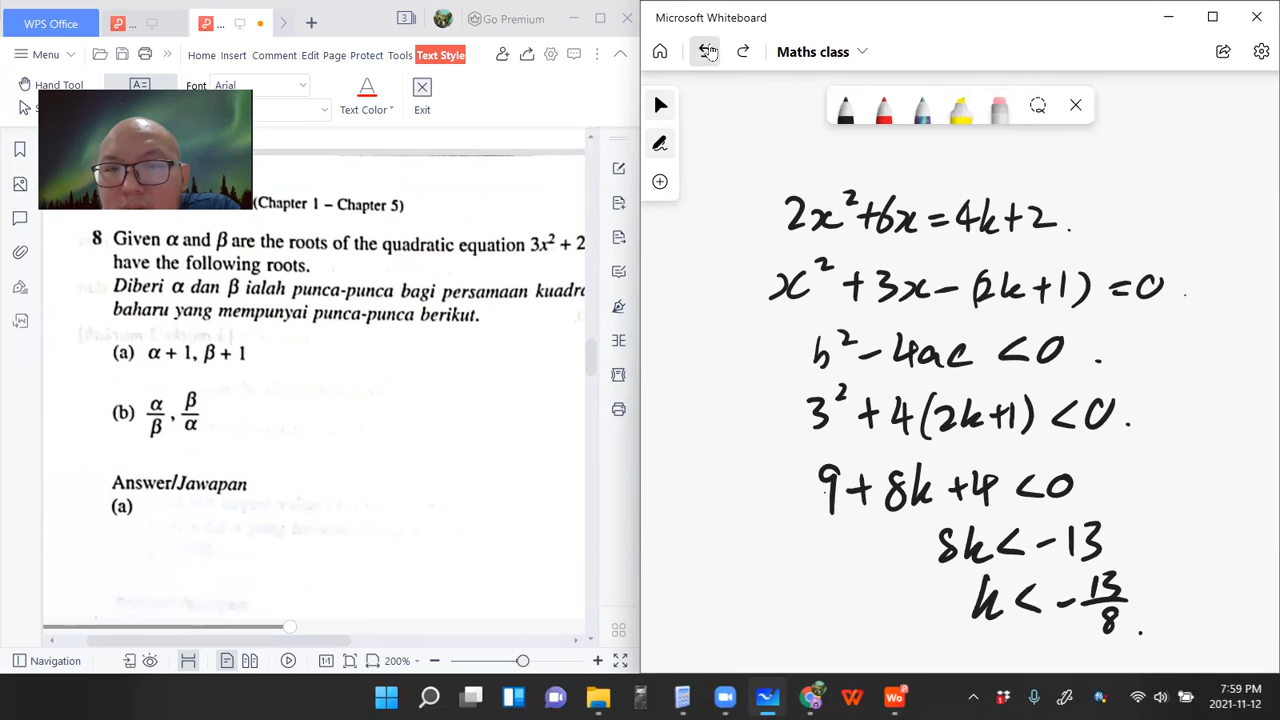 WPS Office
...
...
3
Go Premium
Menu
Home Insert Comment Edit Page Protect Text Style
Hand Tool
Font Arial
Text Color
Exit
(Chapter 1 – Chapter 5)
8 Given α and β are the roots of the quadratic equation 3x² + 2
have the following roots.
Diberi α dan β ialah punca-punca bagi persamaan
baharu yang mempunyai punca-punca berikut.
(a) α + 1, β + 1
(b) α/β, β/α
Answer/Jawapan
(a)
Navigation
200%
Microsoft Whiteboard
Maths class
2x²+6x=4k+2.
x²+3x-(2k+1)=0
b²-4ac<0.
3²+4(2k+1)<0.
9+8k+4<0
8k<-13
k<-13/8.
7:59 PM
2021-11-12